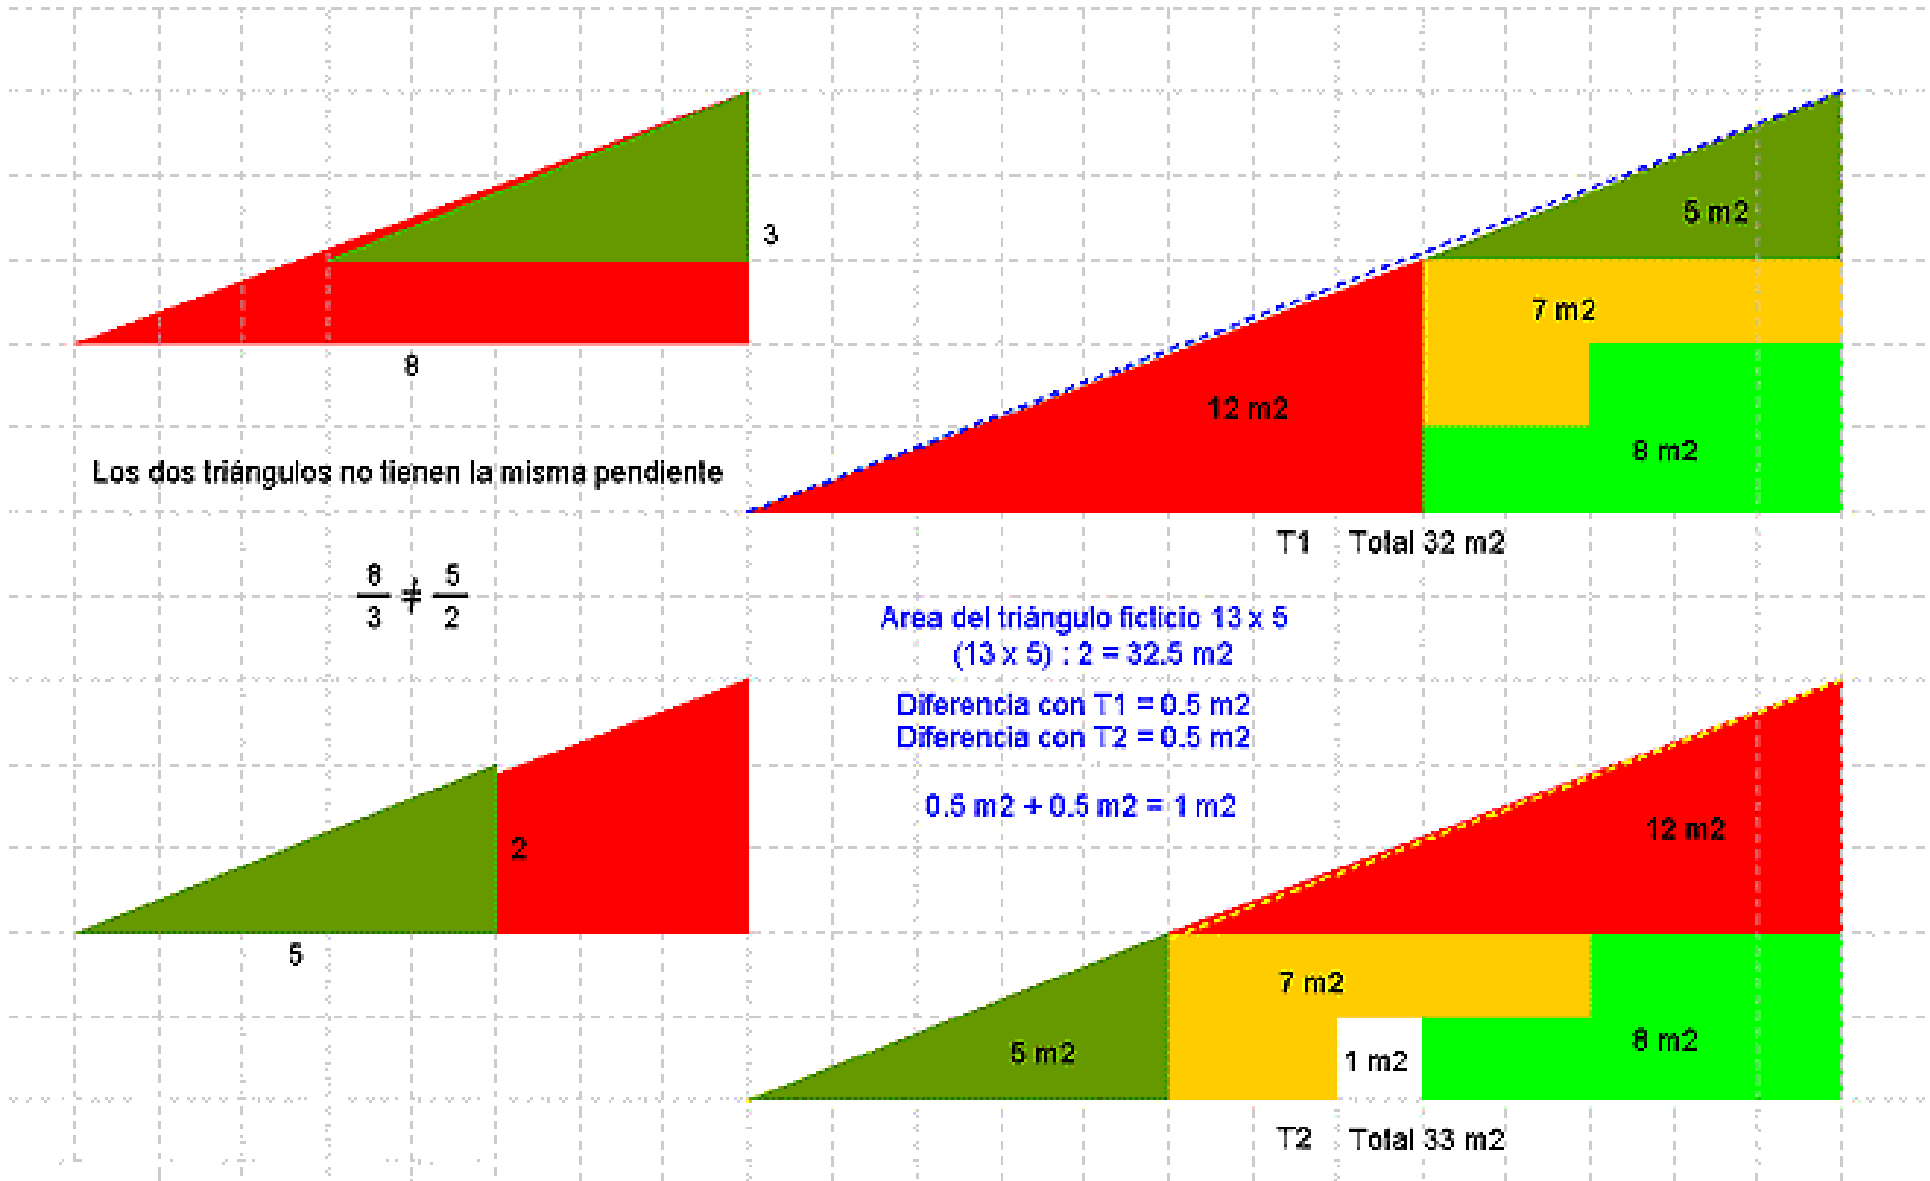 3
8
Los dos triángulos no tienen la misma pendiente
8/3 ≠ 5/2
2
5
5 m2
7 m2
12 m2
8 m2
T1 Total 32 m2
Area del triángulo ficticio 13 x 5
(13 x 5) : 2 = 32.5 m2
Diferencia con T1 = 0.5 m2
Diferencia con T2 = 0.5 m2
0.5 m2 + 0.5 m2 = 1 m2
12 m2
7 m2
5 m2
1 m2
8 m2
T2 Total 33 m2